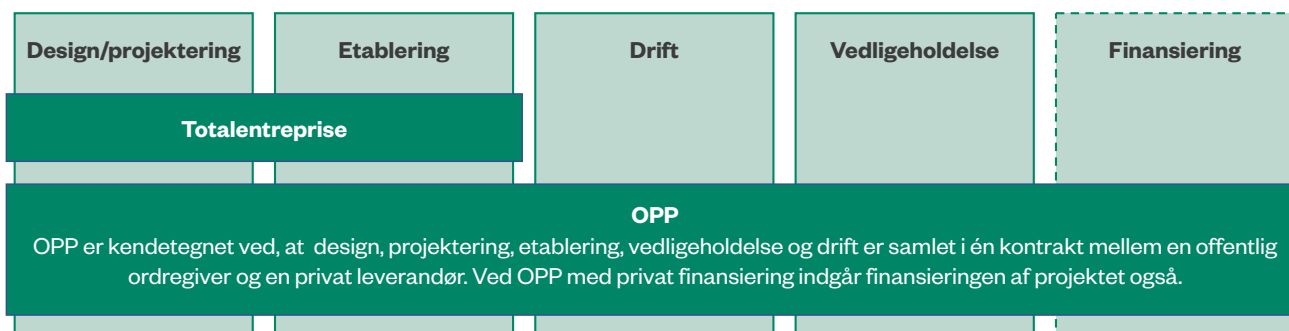 Design/projektering
Etablering
Drift
Vedligeholdelse
Finansiering
Totalentreprise
OPP
OPP er kendetegnet ved, at design, projektering, etablering, vedligeholdelse og drift er samlet i én kontrakt mellem en offentlig
ordregiver og en privat leverandør. Ved OPP med privat finansiering indgår finansieringen af projektet også.